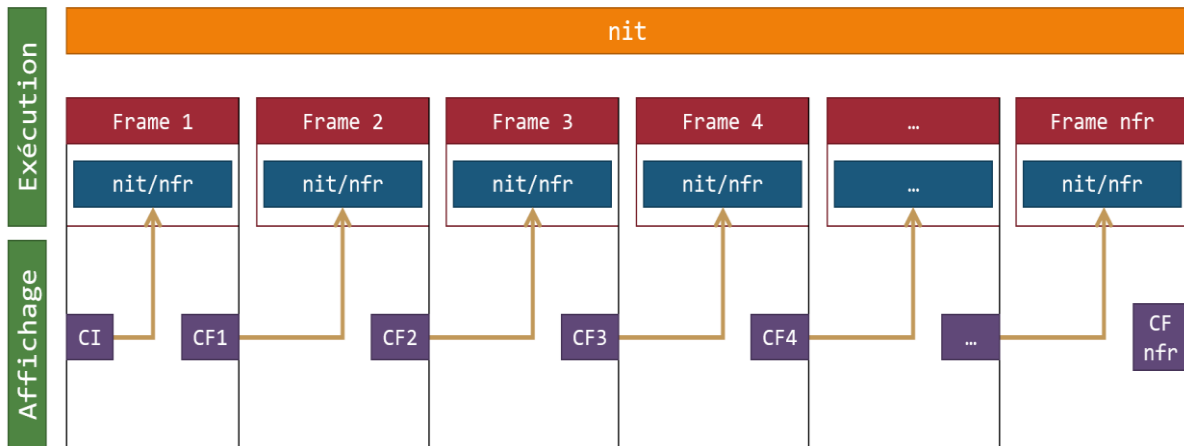 Exécution
nit
Frame 1
Frame 2
Frame 3
Frame 4
…
Frame nfr
nit/nfr
nit/nfr
nit/nfr
nit/nfr
…
nit/nfr
Affichage
CI
CF1
CF2
CF3
CF4
…
CF
nfr